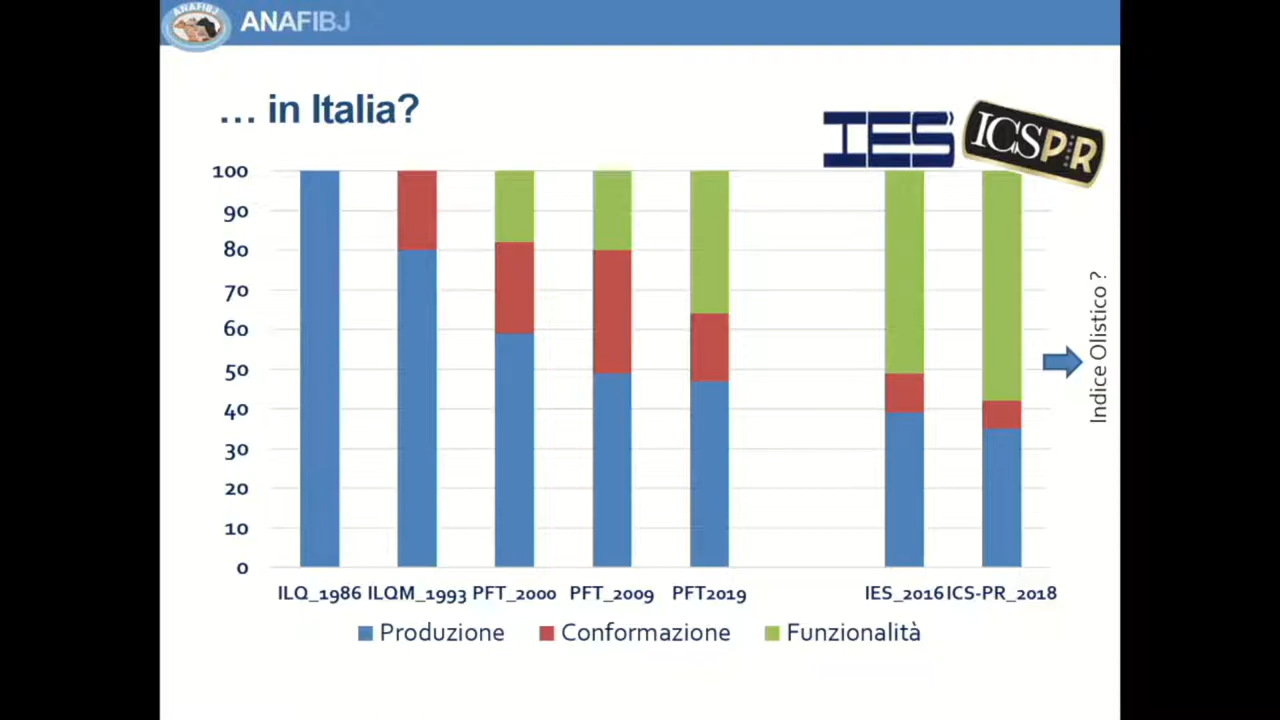 ANAFIBJ
ANAFIBJ
… in Italia?
IES
ICSPR
100
90
80
70
60
50
40
30
20
10
0
Indice Olistico ?
ILQ_1986 ILQM_1993 PFT_2000 PFT_2009 PFT2019 IES_2016 ICS-PR_2018
Produzione Conformazione Funzionalità